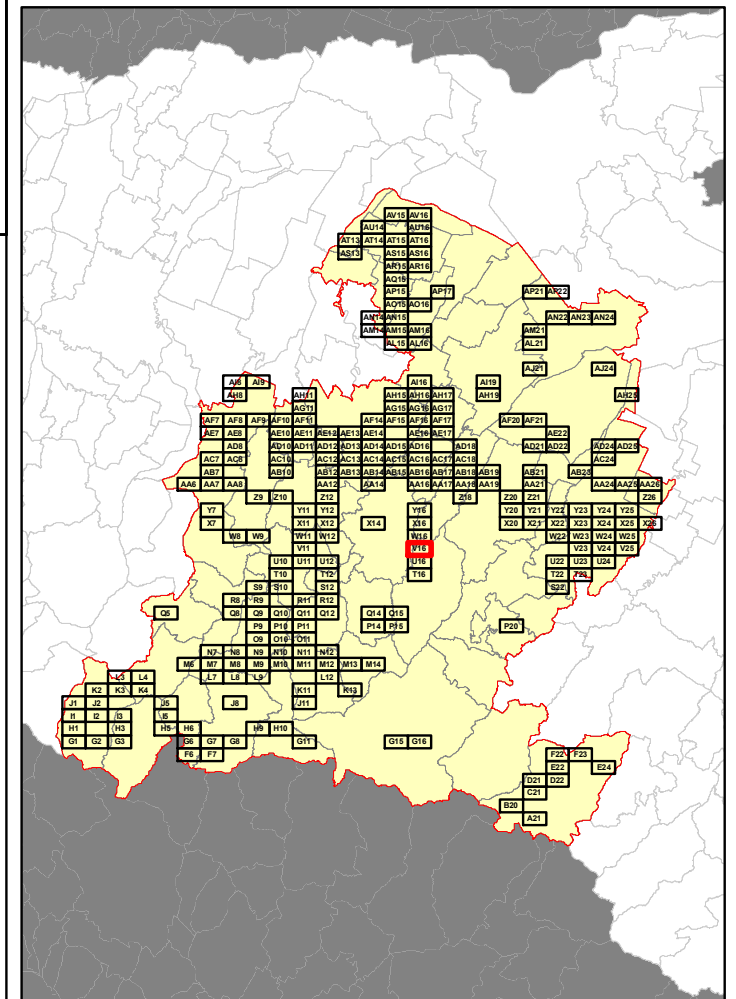 AV15 AV16
AU14 AU16
AT13 AT14 AT15 AT16
AS13 AS15 AS16
AR15 AR16
AQ15
AP15 AP17 AP21 AP22
AO15 AO16
AN14 AN15 AN22 AN23 AN24
AM14 AM15 AM16 AM21
AL15 AL16 AL21
AJ21 AJ24
AI8 AI9 AI16 AI19
AH8 AH11 AH15 AH16 AH17 AH19 AH25
AG11 AG15 AG16 AG17
AF7 AF8 AF9 AF10 AF11 AF14 AF15 AF16 AF17 AF20 AF21
AE7 AE8 AE10 AE11 AE12 AE13 AE14 AE16 AE17 AE22
AD8 AD10 AD11 AD12 AD13 AD14 AD15 AD16 AD18 AD21 AD22 AD24 AD25
AC7 AC8 AC10 AC12 AC13 AC14 AC15 AC16 AC17 AC18 AC24
AB7 AB10 AB12 AB13 AB14 AB15 AB16 AB17 AB18 AB19 AB21 AB23
AA6 AA7 AA8 AA12 AA14 AA16 AA17 AA18 AA19 AA21 AA24 AA25 AA26
Z9 Z10 Z12 Z18 Z20 Z21 Z26
Y7 Y11 Y12 Y16 Y20 Y21 Y22 Y23 Y24 Y25
X7 X11 X12 X14 X16 X20 X21 X22 X23 X24 X25 X26
W8 W9 W11 W12 W16 W22 W23 W24 W25
V11 V16 V23 V24 V25
U10 U11 U12 U16 U22 U23 U24
T10 T12 T16 T22 T23
S9 S10 S12 S22
R8 R9 R11 R12
Q5 Q8 Q9 Q10 Q11 Q12 Q14 Q15
P9 P10 P11 P14 P15 P20
O9 O10 O11
N7 N8 N9 N10 N11 N12
M6 M7 M8 M9 M10 M11 M12 M13 M14
L3 L4 L7 L8 L9 L12
K2 K3 K4 K11 K13
J1 J2 J5 J8 J11
I1 I2 I3 I5
H1 H3 H5 H6 H9 H10
G1 G2 G3 G6 G7 G8 G11 G15 G16
F6 F7 F22 F23
E22 E24
D21 D22
C21
B20
A21